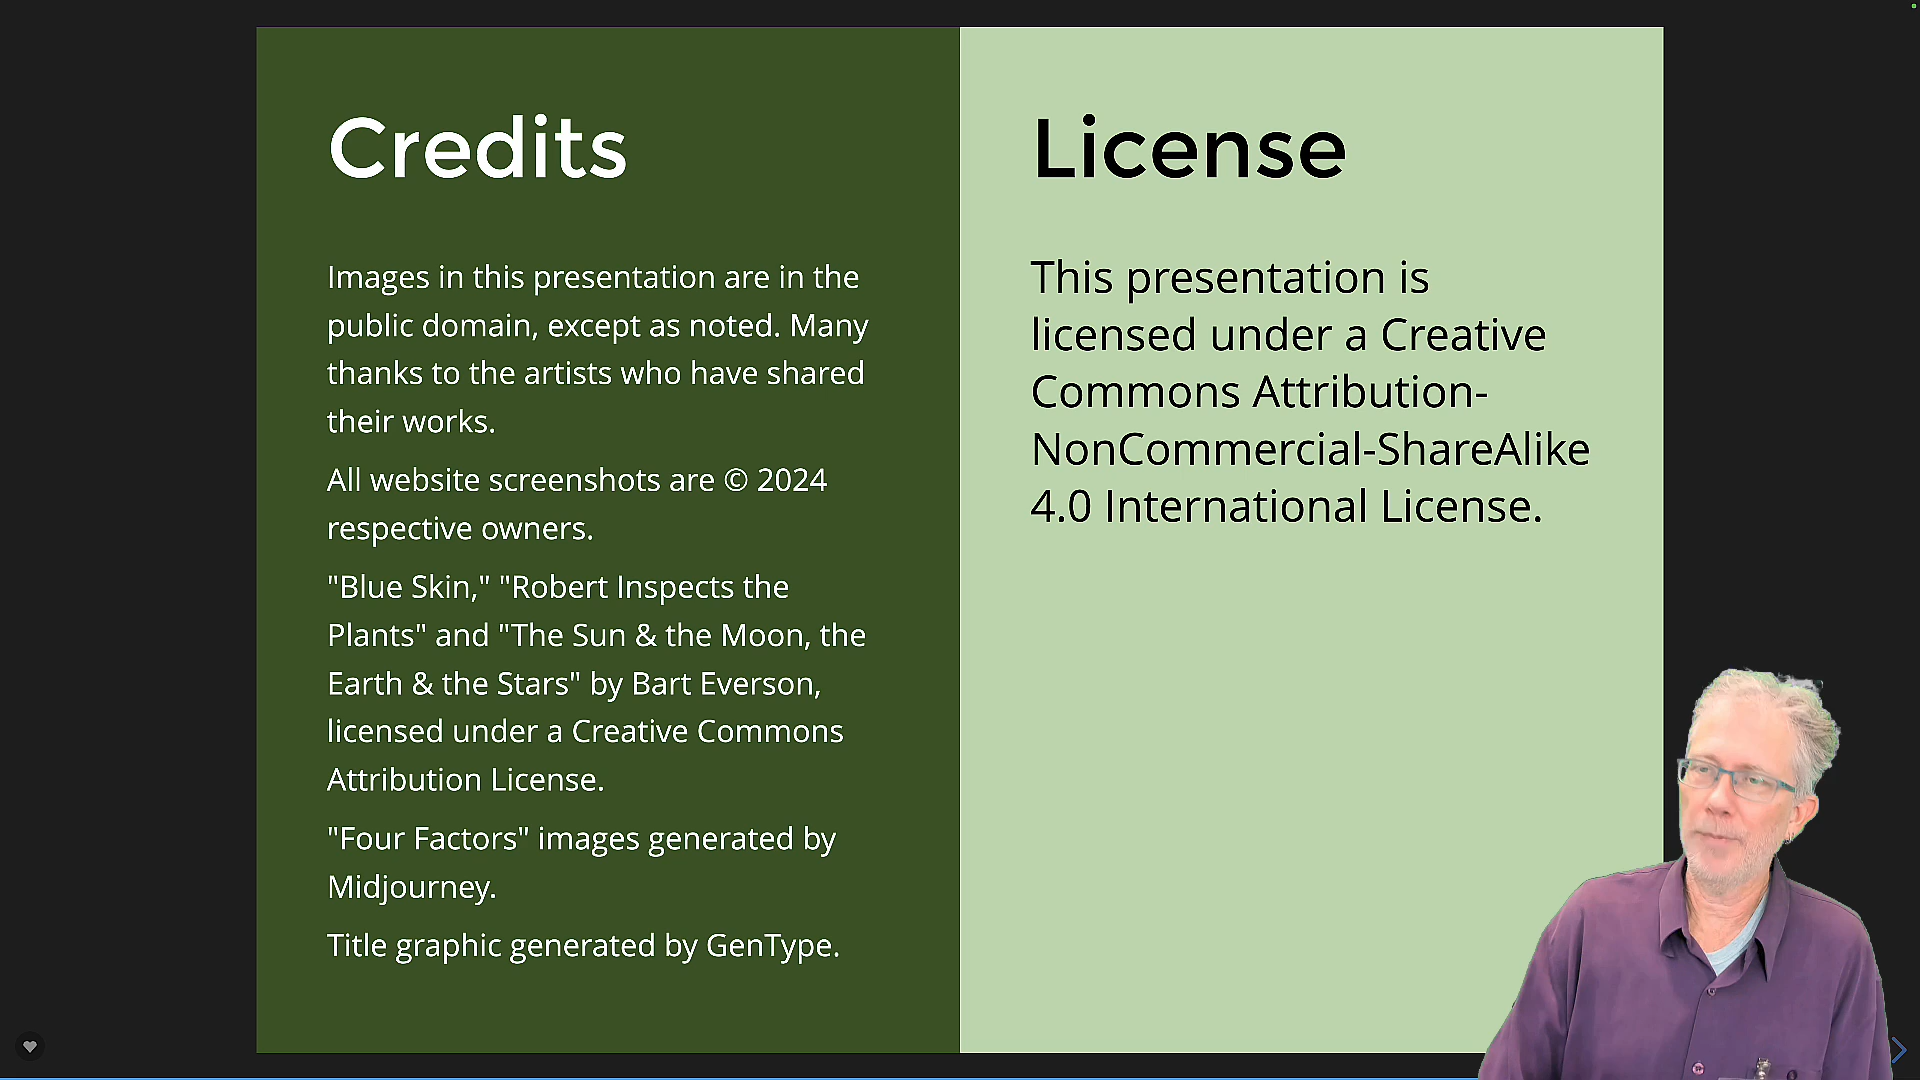 Credits
Images in this presentation are in the
public domain, except as noted. Many
thanks to the artists who have shared
their works.
All website screenshots are © 2024
respective owners.
"Blue Skin," "Robert Inspects the
Plants" and "The Sun & the Moon, the
Earth & the Stars" by Bart Everson,
licensed under a Creative Commons
Attribution License.
"Four Factors" images generated by
Midjourney.
Title graphic generated by GenType.
License
This presentation is
licensed under a Creative
Commons Attribution-
NonCommercial-ShareAlike
4.0 International License.